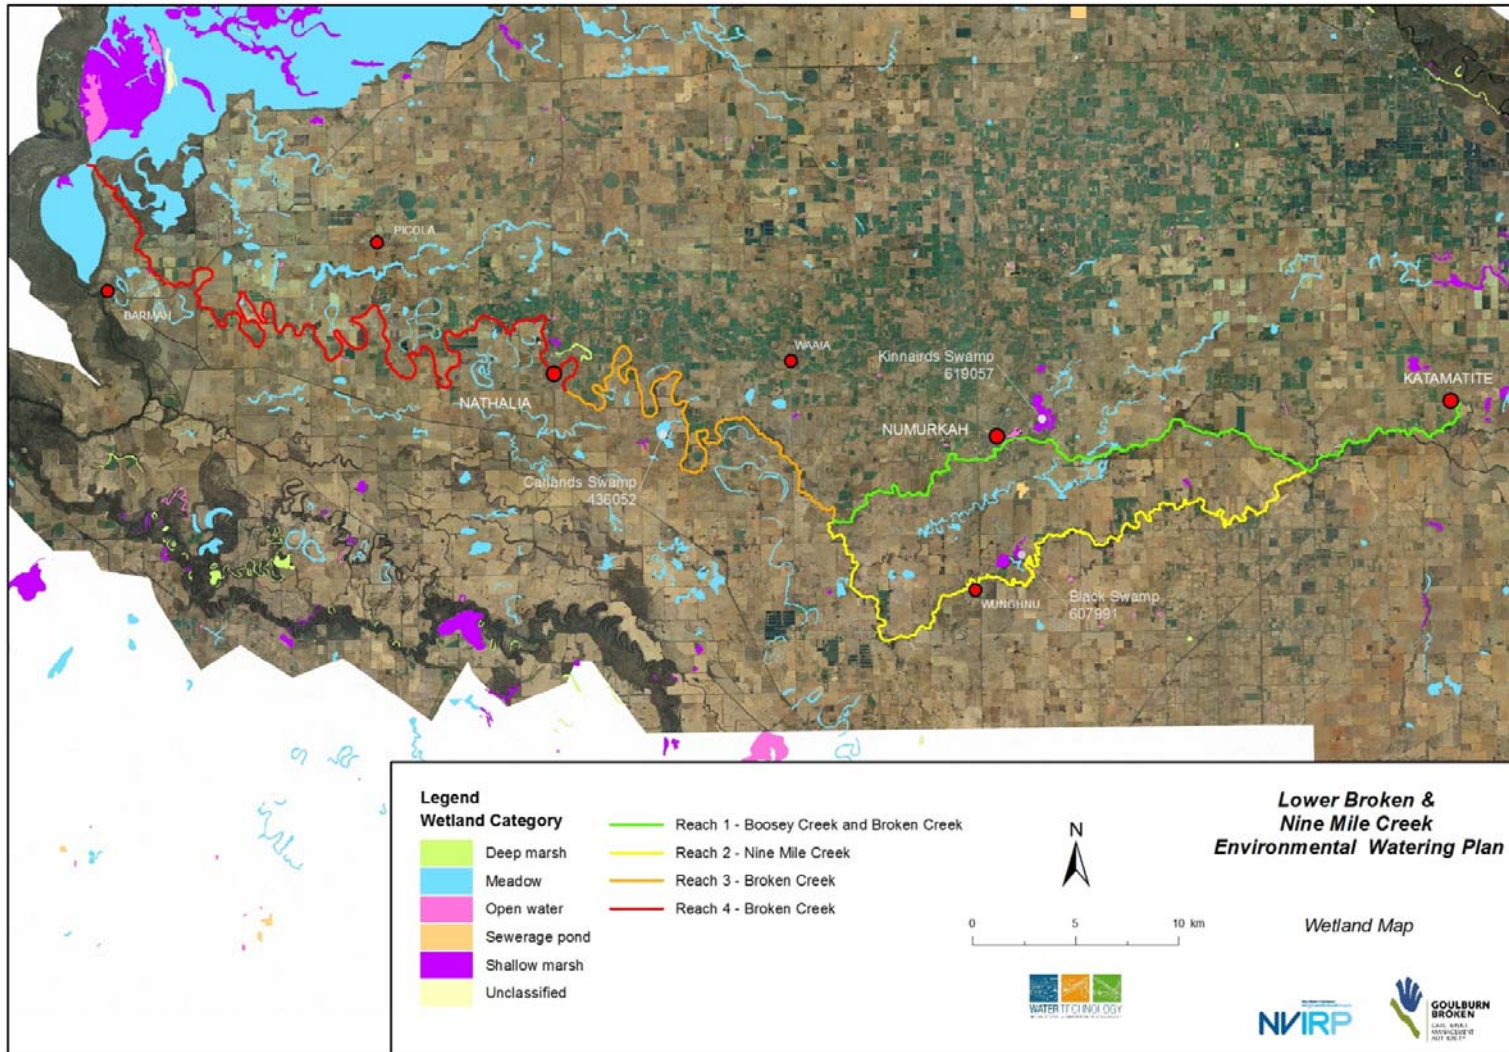 PICOLA
BARMAH
WAAIA
Kinnairds Swamp
619057
KATAMATITE
NATHALIA
NUMURKAH
Carlands Swamp
436052
WUNGHNU
Black Swamp
607991
Legend
Wetland Category
Deep marsh
Meadow
Open water
Sewerage pond
Shallow marsh
Unclassified
Reach 1 - Boosey Creek and Broken Creek
Reach 2 - Nine Mile Creek
Reach 3 - Broken Creek
Reach 4 - Broken Creek
N
0 5 10 km
Lower Broken &
Nine Mile Creek
Environmental Watering Plan
Wetland Map
WATER TECHNOLOGY
NVIRP
GOULBURN
BROKEN
MANAGEMENT
AUTHORITY